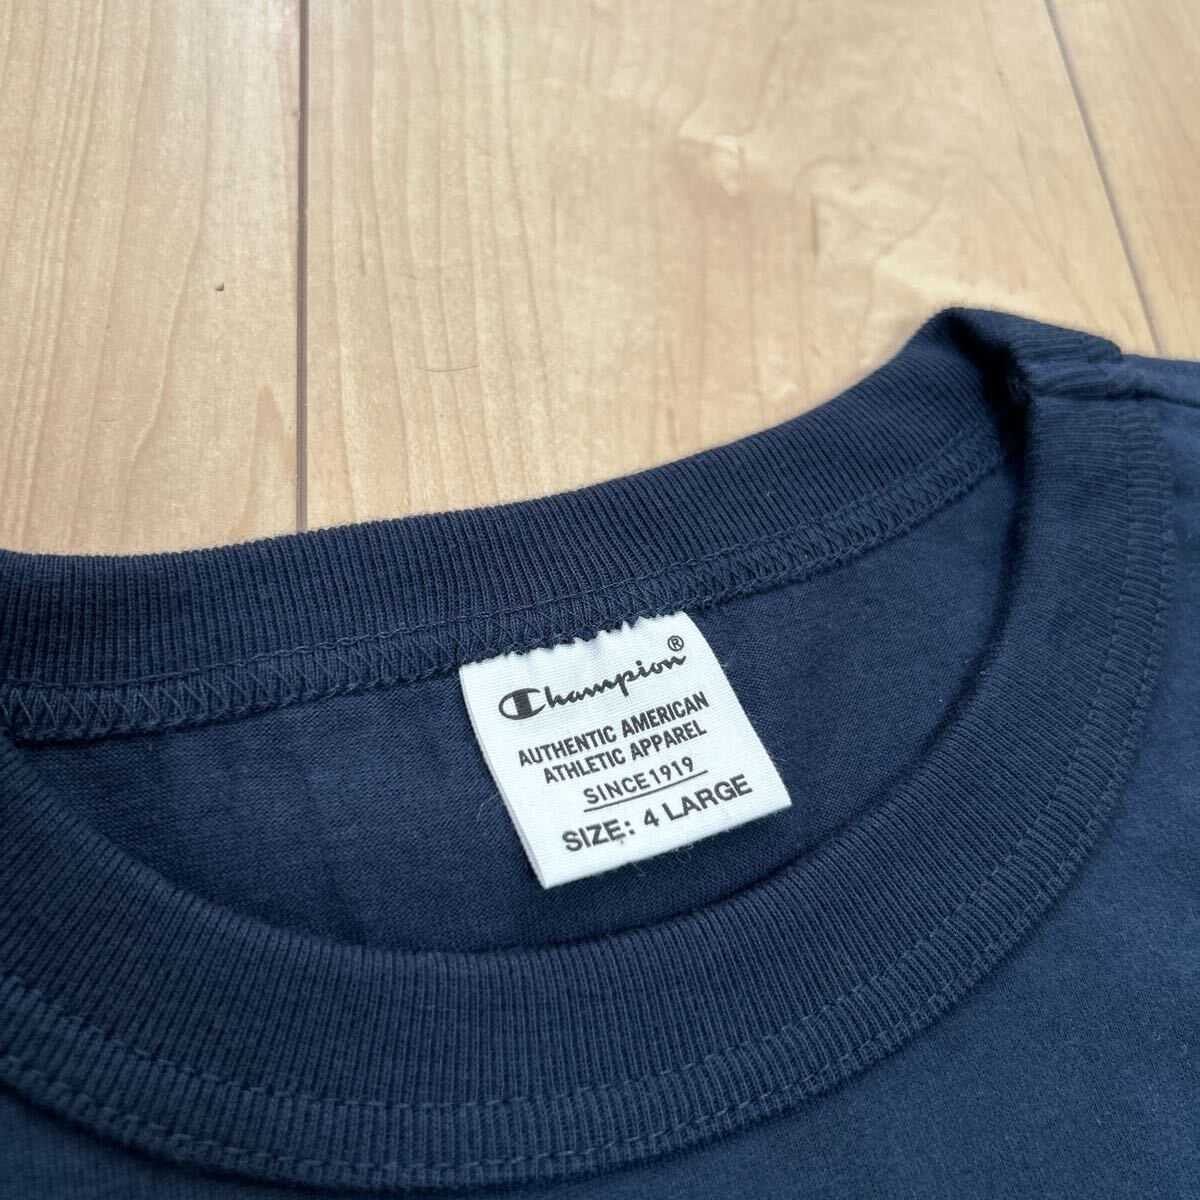 Champion®
AUTHENTIC AMERICAN
ATHLETIC APPAREL
SINCE 1919
SIZE: 4 LARGE